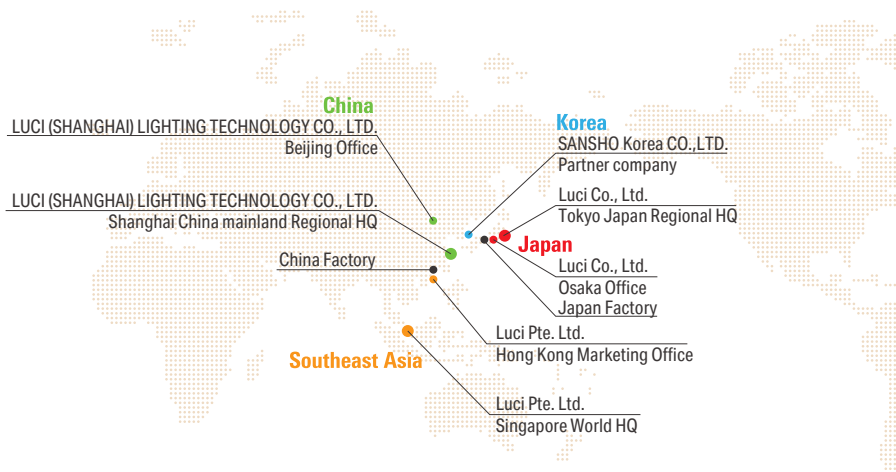 China
LUCI (SHANGHAI) LIGHTING TECHNOLOGY CO., LTD.
Beijing Office
LUCI (SHANGHAI) LIGHTING TECHNOLOGY CO., LTD.
Shanghai China mainland Regional HQ
China Factory
Korea
SANSHO Korea CO.,LTD.
Partner company
Luci Co., Ltd.
Tokyo Japan Regional HQ
Japan
Luci Co., Ltd.
Osaka Office
Japan Factory
Luci Pte. Ltd.
Hong Kong Marketing Office
Southeast Asia
Luci Pte. Ltd.
Singapore World HQ